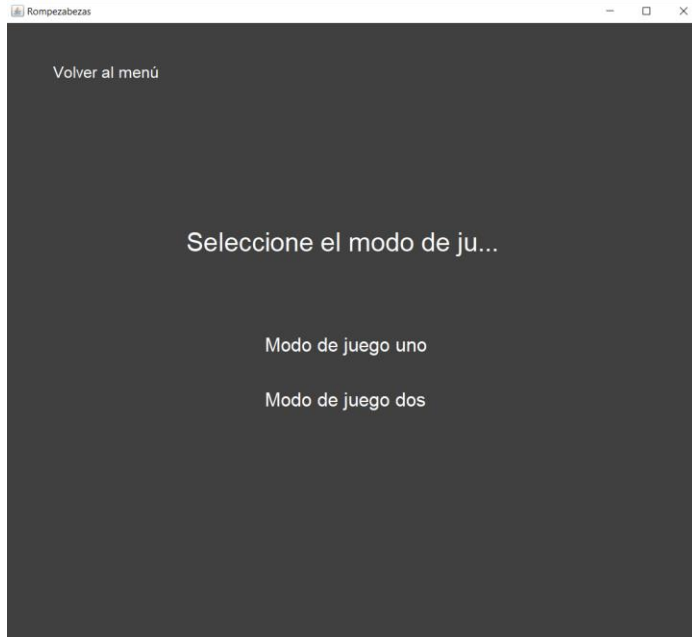 Rompezabezas
Volver al menú
Seleccione el modo de ju...
Modo de juego uno
Modo de juego dos